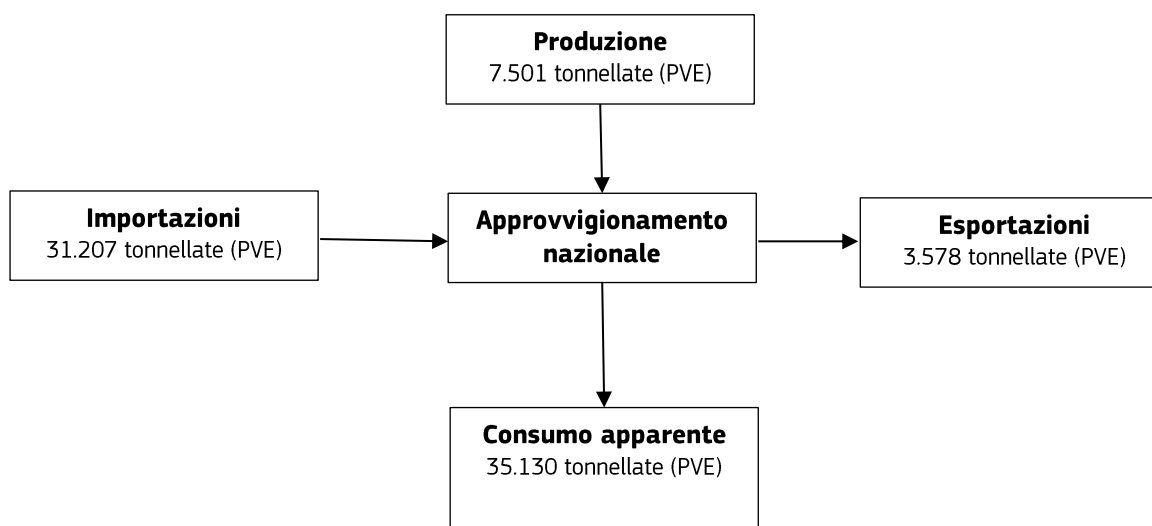 Produzione
7.501 tonnellate (PVE)
Importazioni
31.207 tonnellate (PVE)
Approvvigionamento
nazionale
Esportazioni
3.578 tonnellate (PVE)
Consumo apparente
35.130 tonnellate (PVE)